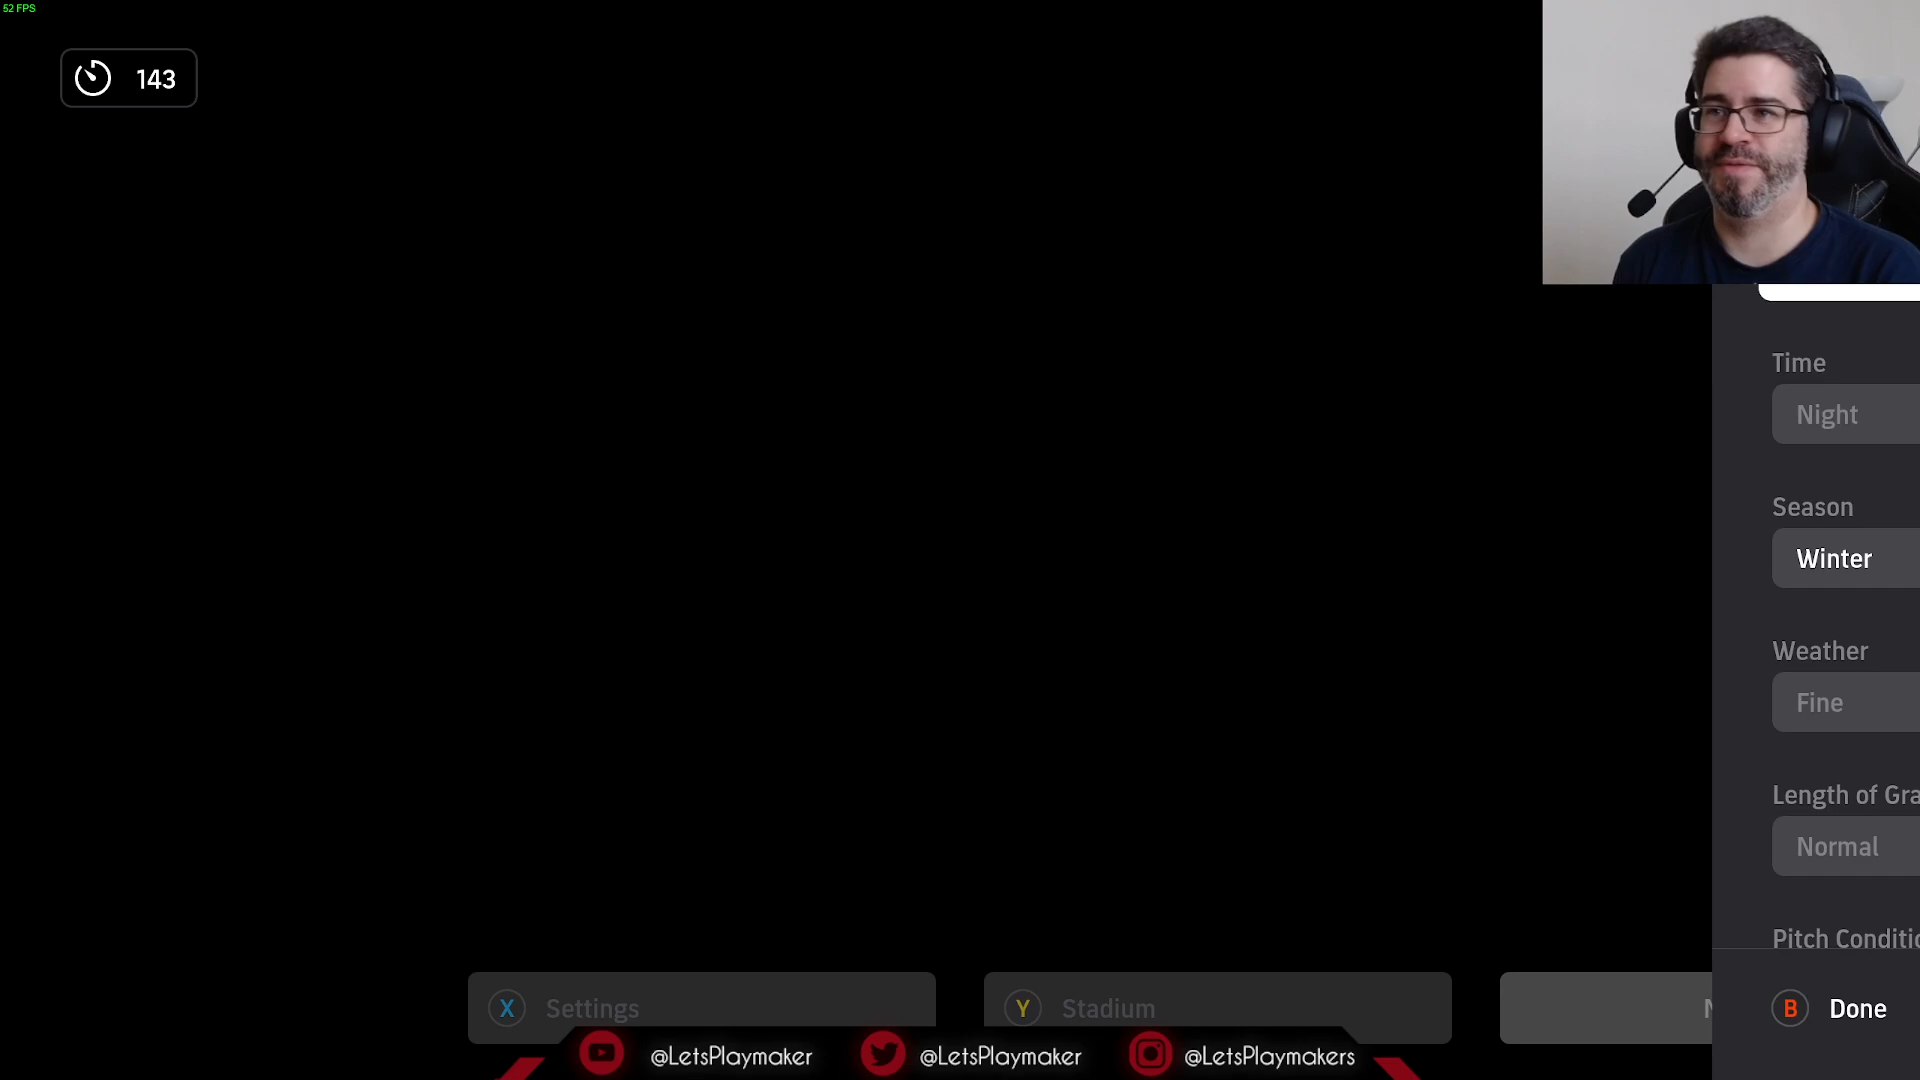 52 FPS
143
Time
Night
Season
Winter
Weather
Fine
Length of Gra
Normal
Pitch Conditio
X Settings
Y Stadium
B Done
@LetsPlaymaker
@LetsPlaymaker
@LetsPlaymakers